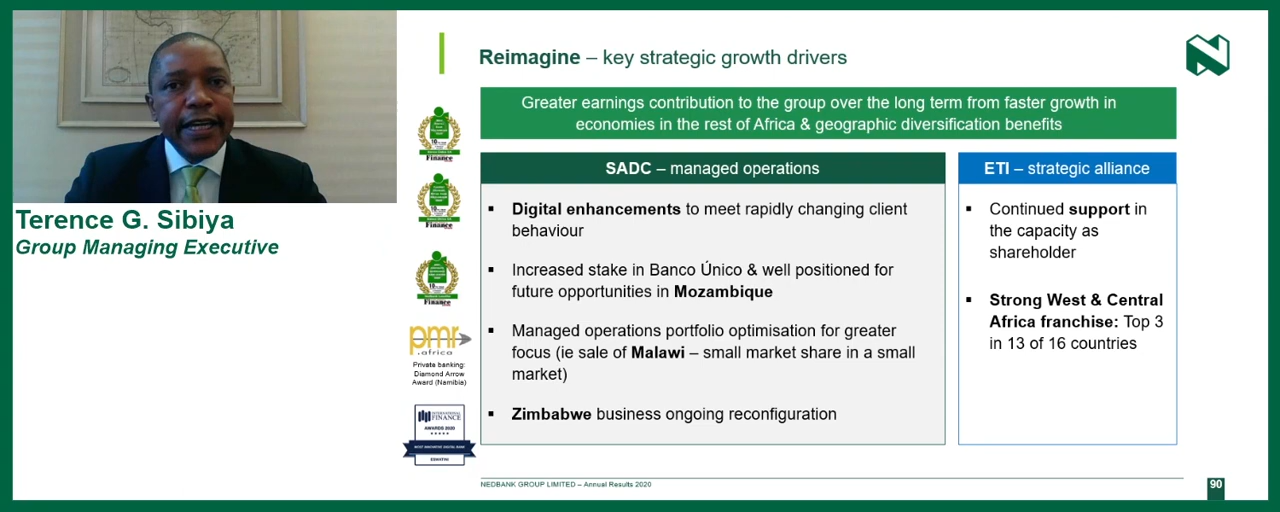 Terence G. Sibiya
Group Managing Executive
Reimagine – key strategic growth drivers
Greater earnings contribution to the group over the long term from faster growth in
economies in the rest of Africa & geographic diversification benefits
SADC – managed operations
▪ Digital enhancements to meet rapidly changing client
behaviour
▪ Increased stake in Banco Único & well positioned for
future opportunities in Mozambique
▪ Managed operations portfolio optimisation for greater
focus (ie sale of Malawi – small market share in a small
market)
▪ Zimbabwe business ongoing reconfiguration
ETI – strategic alliance
▪ Continued support in
the capacity as
shareholder
▪ Strong West & Central
Africa franchise: Top 3
in 13 of 16 countries
Finance
Finance
Finance
pmr
.africa
Private banking:
Diamond Arrow
Award (Namibia)
INTERNATIONAL
FINANCE
AWARDS 2020
MOST INNOVATIVE DIGITAL BANK
ESWATINI
NEDBANK GROUP LIMITED – Annual Results 2020
90